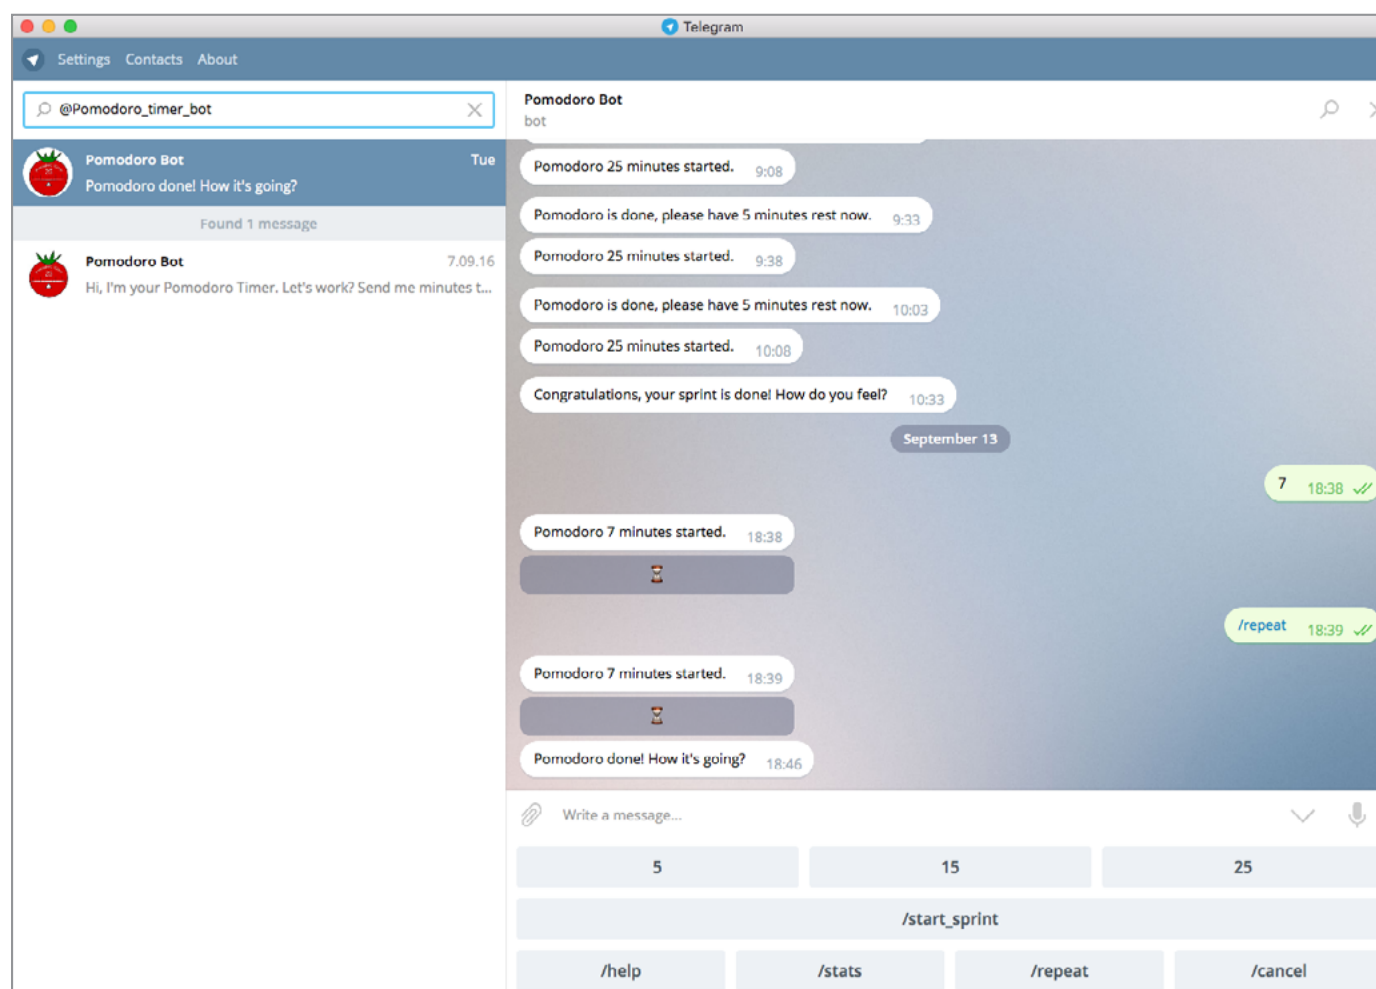 Telegram
Settings Contacts About
@Pomodoro_timer_bot
Pomodoro Bot Tue
Pomodoro done! How it's going?
Found 1 message
Pomodoro Bot 7.09.16
Hi, I'm your Pomodoro Timer. Let's work? Send me minutes t...
Pomodoro Bot
bot
Pomodoro 25 minutes started. 9:08
Pomodoro is done, please have 5 minutes rest now. 9:33
Pomodoro 25 minutes started. 9:38
Pomodoro is done, please have 5 minutes rest now. 10:03
Pomodoro 25 minutes started. 10:08
Congratulations, your sprint is done! How do you feel? 10:33
September 13
7 18:38
Pomodoro 7 minutes started. 18:38
/repeat 18:39
Pomodoro 7 minutes started. 18:39
Pomodoro done! How it's going? 18:46
Write a message...
5 15 25
/start_sprint
/help /stats /repeat /cancel